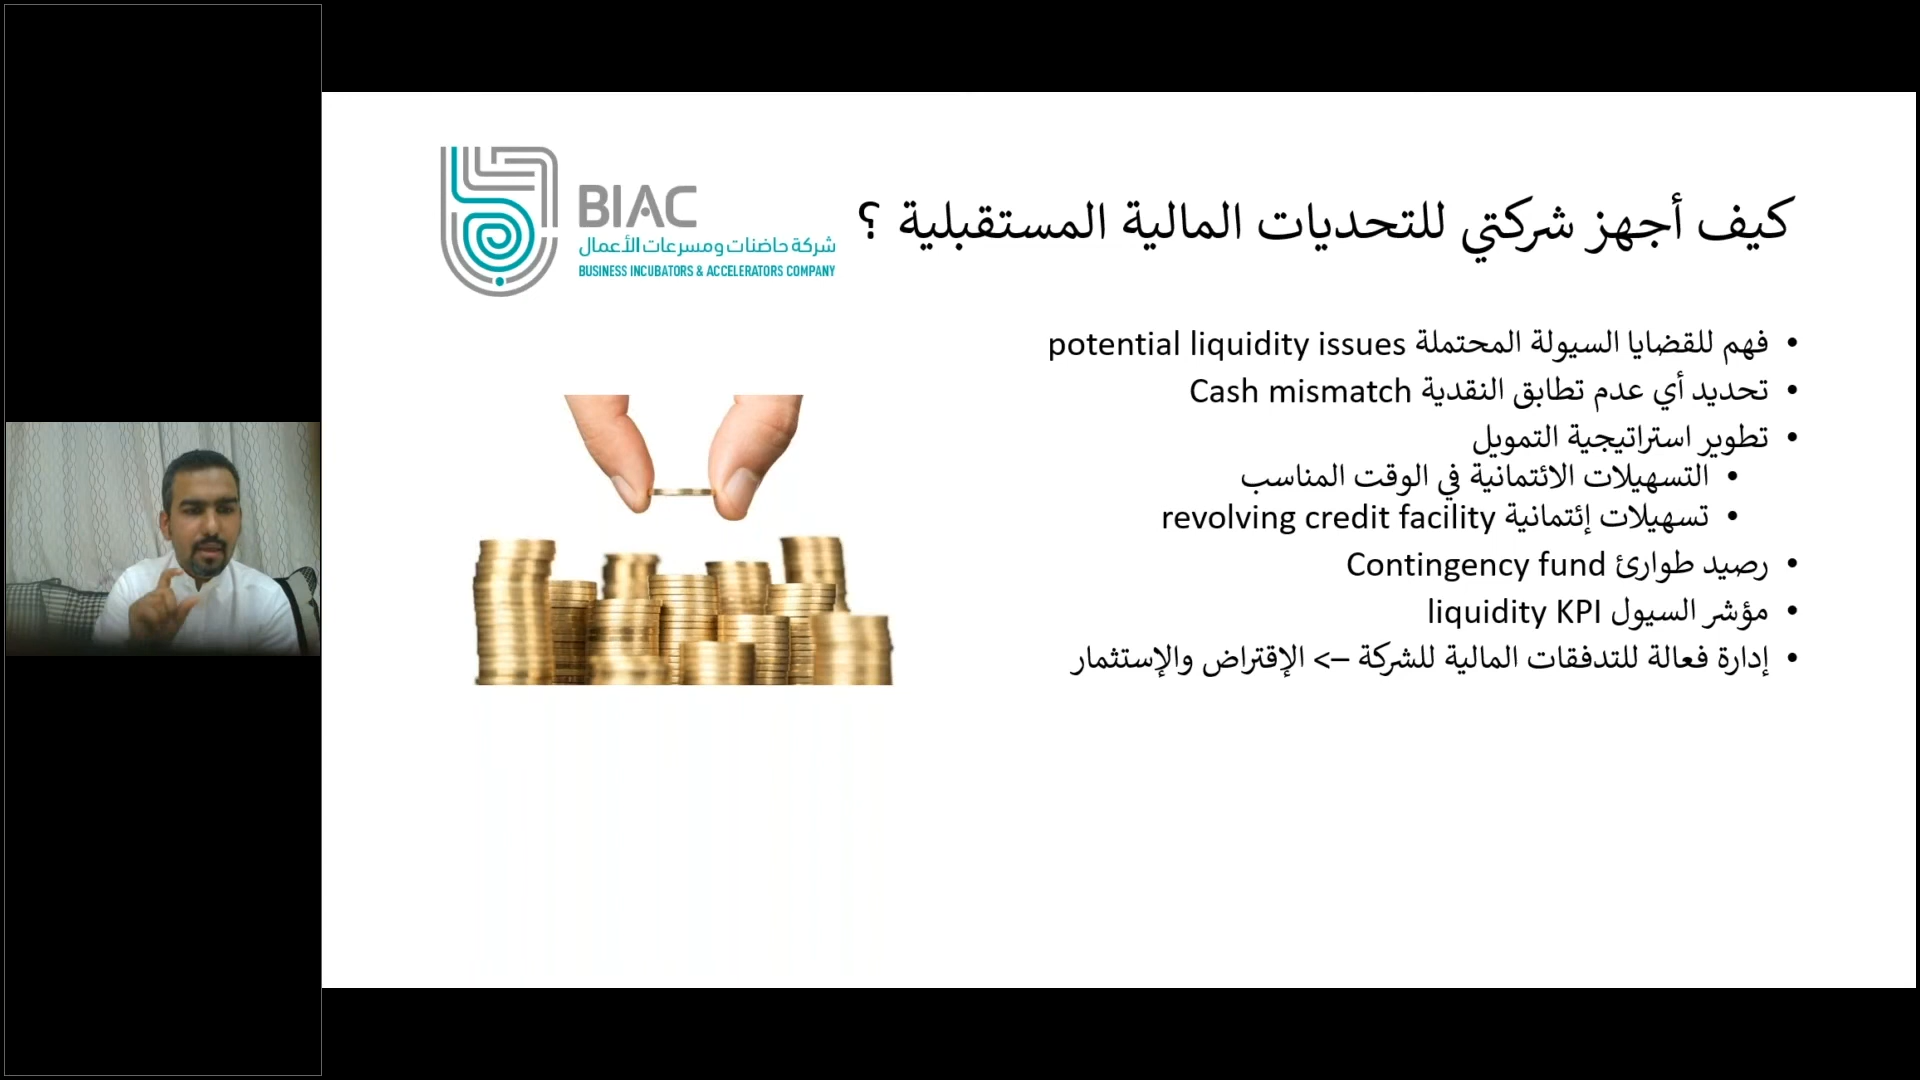 BIAC
شركة حاضنات ومسرعات الأعمال
BUSINESS INCUBATORS & ACCELERATORS COMPANY
كيف أجهز شركتي للتحديات المالية المستقبلية ؟
• فهم للقضايا السيولة المحتملة potential liquidity issues
• تحديد أي عدم تطابق النقدية Cash mismatch
• تطوير استراتيجية التمويل
• التسهيلات الائتمانية في الوقت المناسب
• تسهيلات إئتمانية revolving credit facility
• رصيد طوارئ Contingency fund
• مؤشر السيول liquidity KPI
• إدارة فعالة للتدفقات المالية للشركة –> الإقتراض والإستثمار